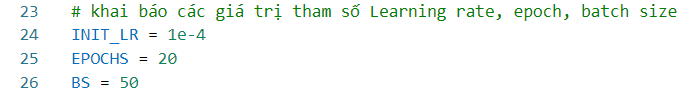 23 # khai báo các giá trị tham số Learning rate, epoch, batch size
24 INIT_LR = 1e-4
25 EPOCHS = 20
26 BS = 50